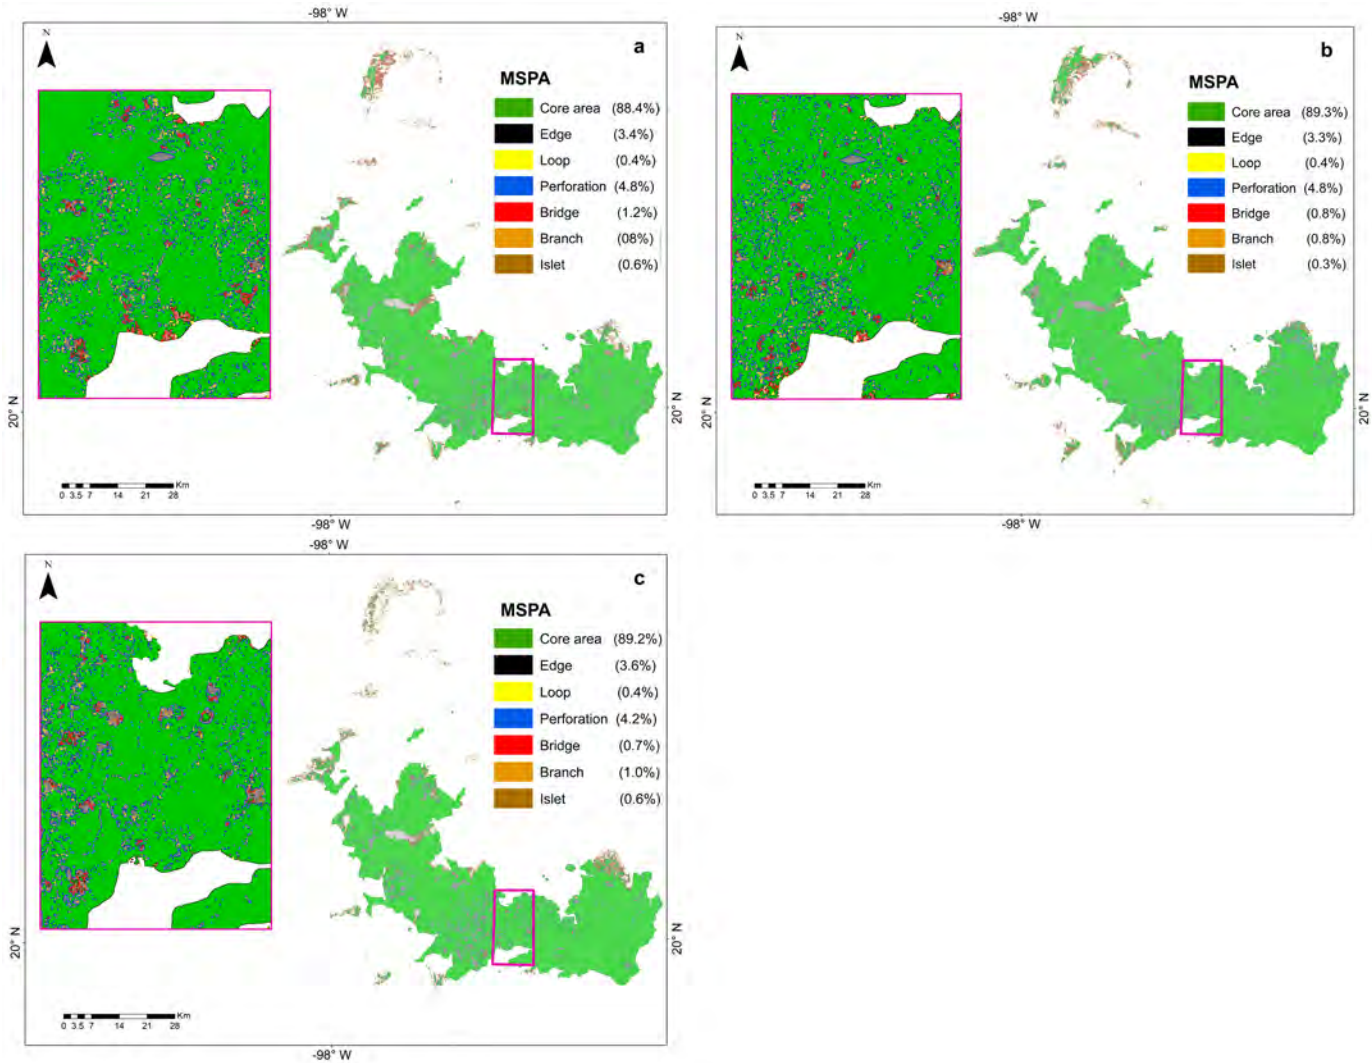 -98° W
a
N
MSPA
Core area (88.4%)
Edge (3.4%)
Loop (0.4%)
Perforation (4.8%)
Bridge (1.2%)
Branch (08%)
Islet (0.6%)
20° N
20° N
Km
0 3.5 7 14 21 28
-98° W
-98° W
b
N
MSPA
Core area (89.3%)
Edge (3.3%)
Loop (0.4%)
Perforation (4.8%)
Bridge (0.8%)
Branch (0.8%)
Islet (0.3%)
20° N
20° N
Km
0 3.5 7 14 21 28
-98° W
-98° W
c
N
MSPA
Core area (89.2%)
Edge (3.6%)
Loop (0.4%)
Perforation (4.2%)
Bridge (0.7%)
Branch (1.0%)
Islet (0.6%)
20° N
20° N
Km
0 3.5 7 14 21 28
-98° W